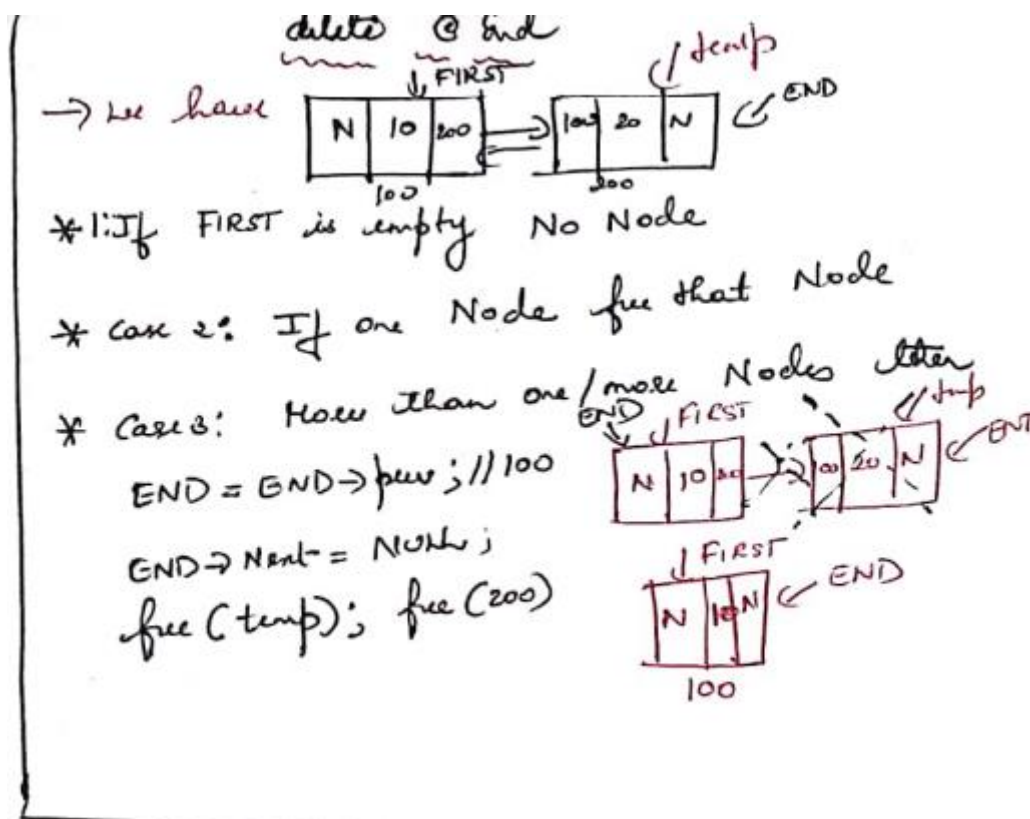 delete @ End
FIRST
temp
END
→ we have N 10 200 100 20 N
100 200
* 1: If FIRST is empty No Node
* Case 2: If one Node free that Node
* Case 3: More than one/more Nodes then
END FIRST temp END
END = END → prev ; // 100
N 10 20 N
END → Next = NULL ;
FIRST
END
free (temp) ; free (200)
N 10 N
100